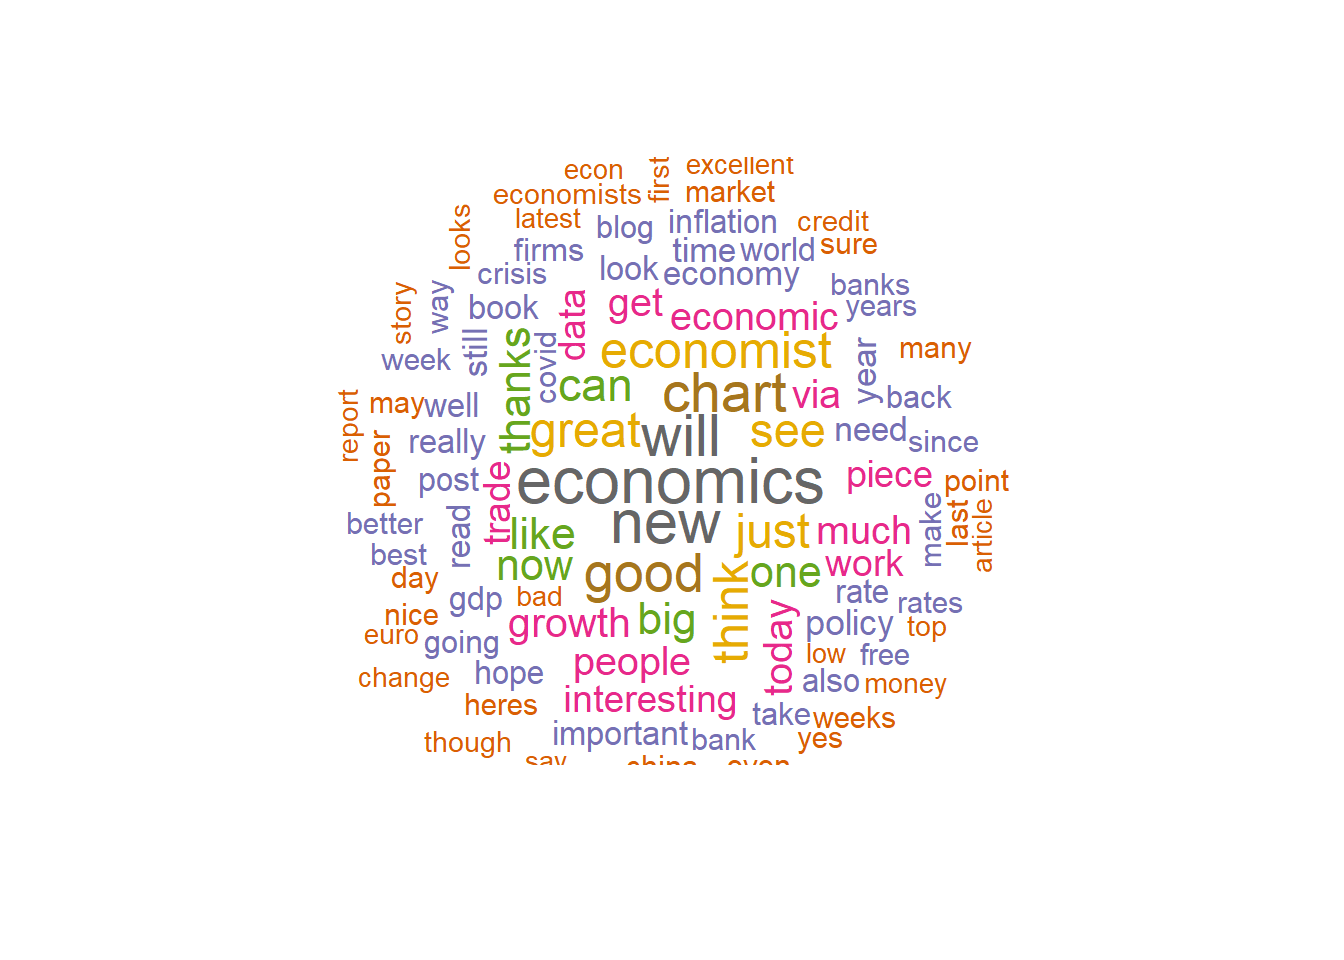 econ
first
excellent
economists
market
latest
blog
inflation
credit
looks
firms
time
world
sure
crisis
look
economy
banks
story
way
book
data
get
economic
years
week
still
thanks
covid
economist
year
many
can
chart
via
back
report
may
well
great
will
see
need
since
really
paper
post
trade
economics
piece
point
better
read
like
new
just
much
make
last
article
best
now
good
think
one
work
day
gdp
bad
rate
rates
nice
growth
big
today
policy
top
euro
going
people
low
free
change
hope
interesting
also
money
heres
important
take
weeks
though
bank
yes
say
china
even